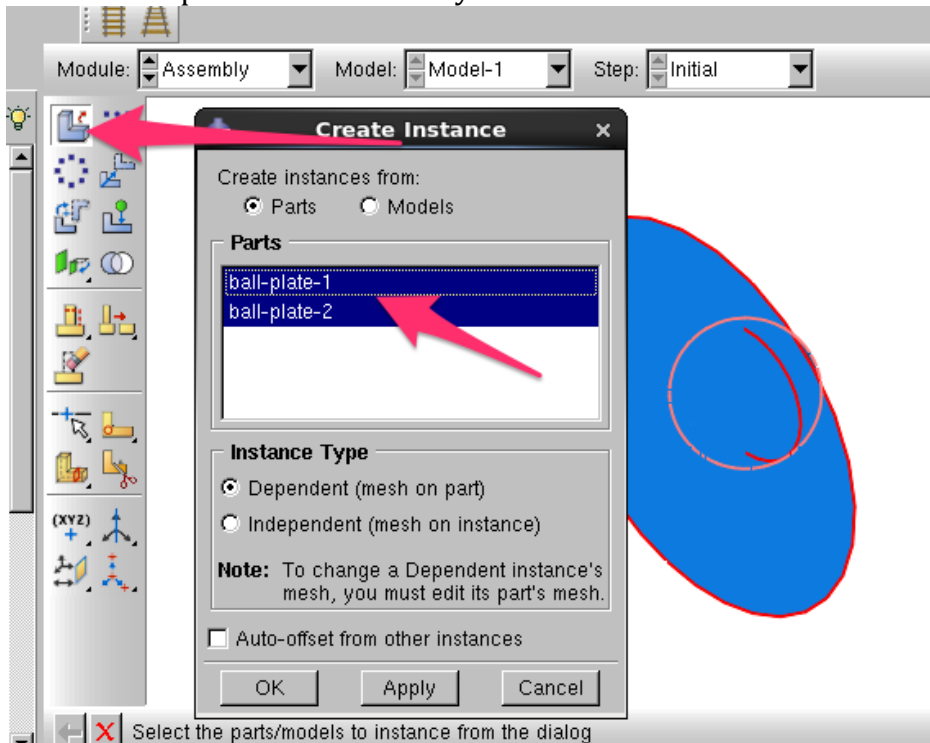 Module: Assembly Model: Model-1 Step: Initial
Create Instance
Create instances from:
Parts Models
Parts
ball-plate-1
ball-plate-2
Instance Type
Dependent (mesh on part)
Independent (mesh on instance)
Note: To change a Dependent instance's
mesh, you must edit its part's mesh.
Auto-offset from other instances
OK Apply Cancel
(XYZ)
Select the parts/models to instance from the dialog